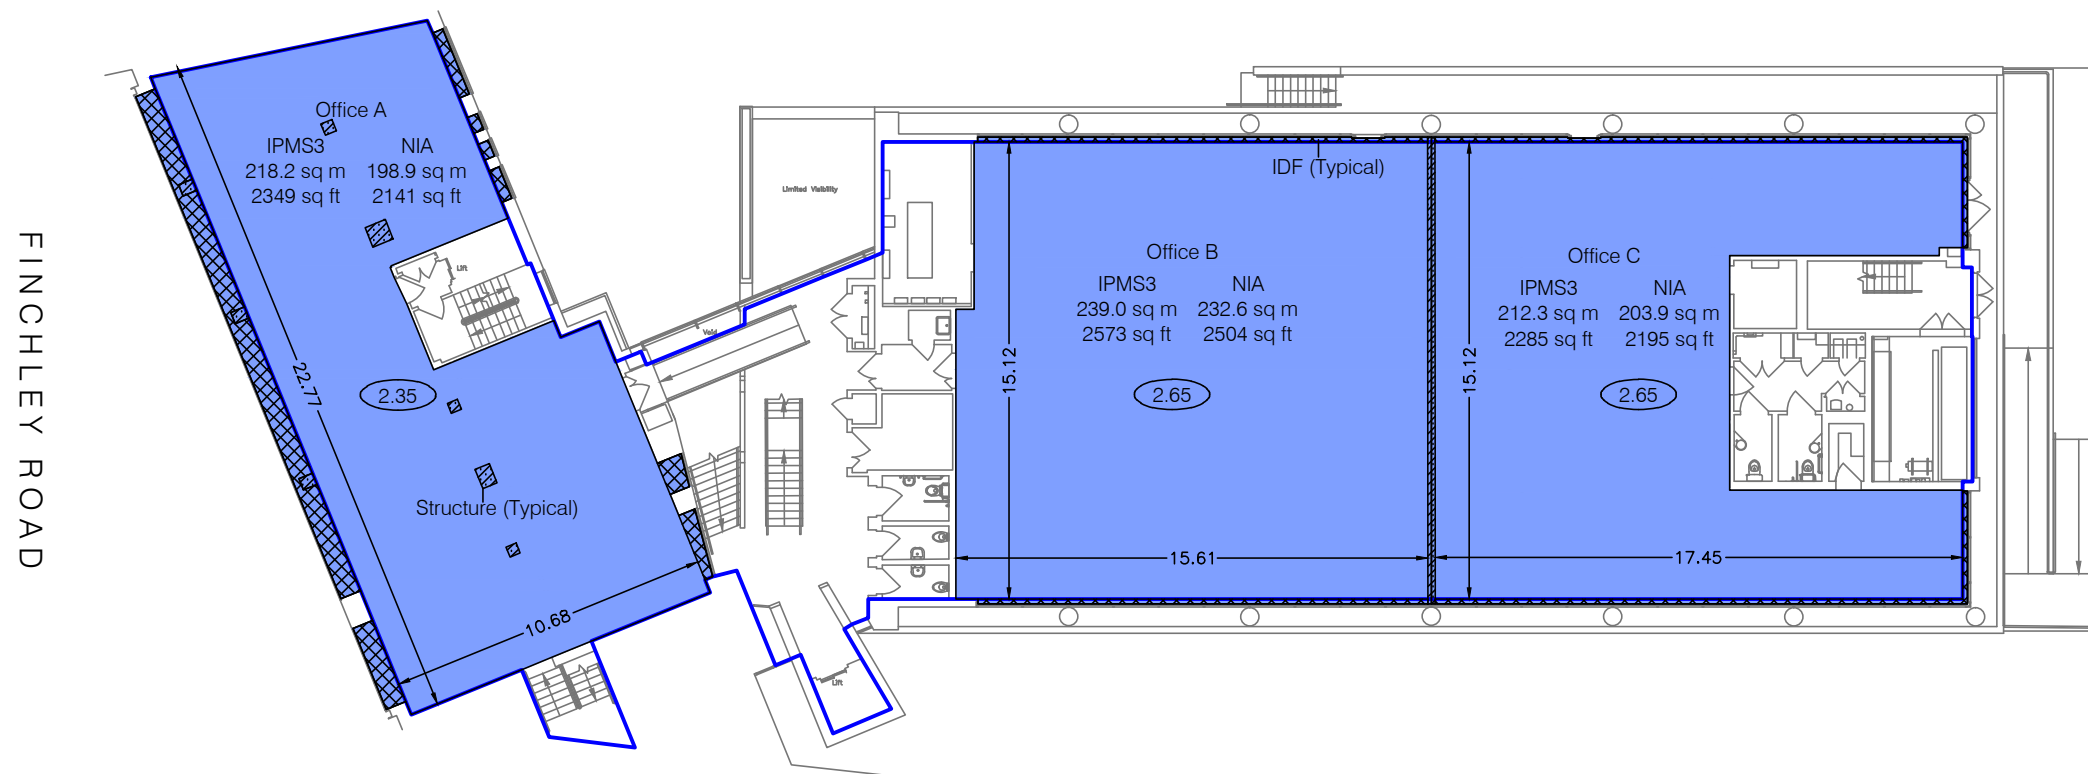 FINCHLEY ROAD
Office A
IPMS3 NIA
218.2 sq m 198.9 sq m
2349 sq ft 2141 sq ft
Lift
22.77
2.35
Structure (Typical)
10.68
Limited Visibility
Void
Lift
IDF (Typical)
Office B
IPMS3 NIA
239.0 sq m 232.6 sq m
2573 sq ft 2504 sq ft
15.12
2.65
15.61
Office C
IPMS3 NIA
212.3 sq m 203.9 sq m
2285 sq ft 2195 sq ft
15.12
2.65
17.45